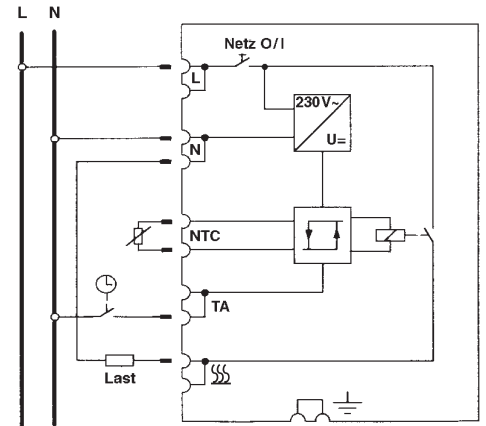 L N
Netz O/I
L
230V~
N
U=
NTC
TA
Last